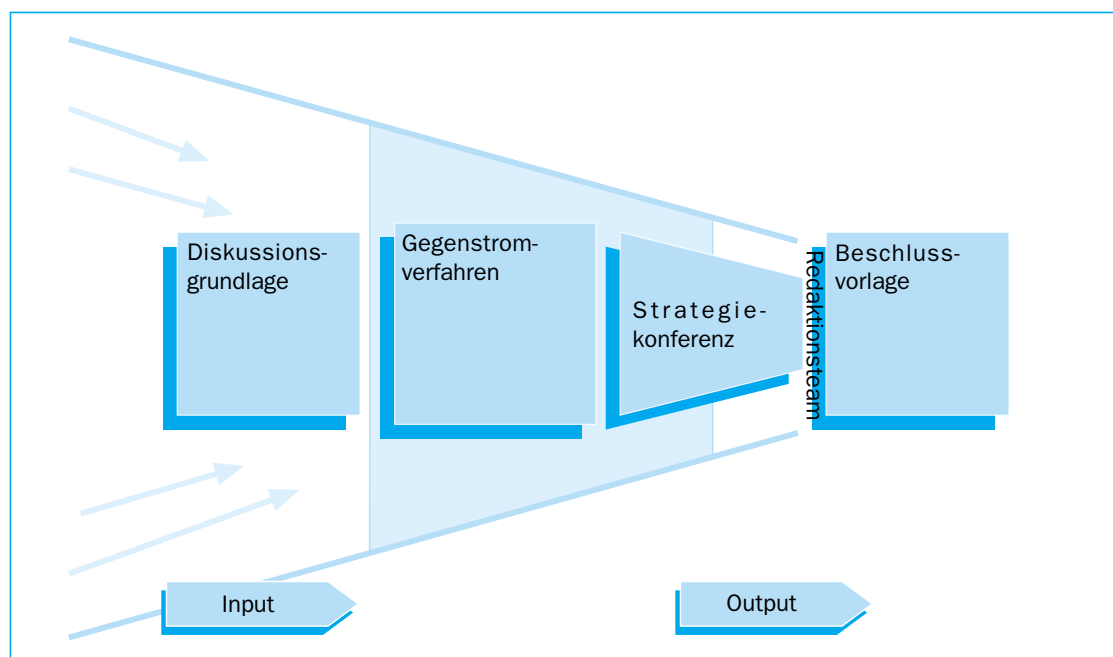 Diskussions-
grundlage
Gegenstrom-
verfahren
Strategie-
konferenz
Redaktionsteam
Beschluss-
vorlage
Input
Output